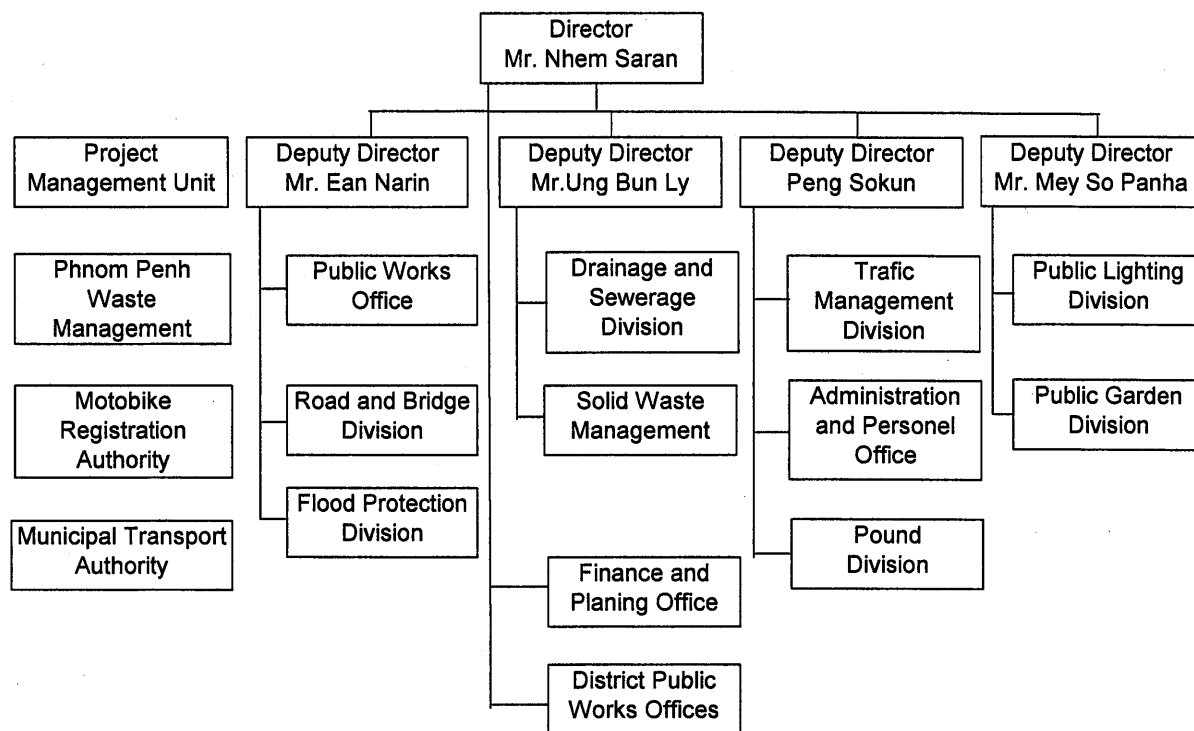 Director
Mr. Nhem Saran
Project
Management Unit
Deputy Director
Mr. Ean Narin
Deputy Director
Mr.Ung Bun Ly
Deputy Director
Peng Sokun
Deputy Director
Mr. Mey So Panha
Phnom Penh
Waste
Management
Public Works
Office
Drainage and
Sewerage
Division
Trafic
Management
Division
Public Lighting
Division
Motobike
Registration
Authority
Road and Bridge
Division
Solid Waste
Management
Administration
and Personel
Office
Public Garden
Division
Municipal Transport
Authority
Flood Protection
Division
Pound
Division
Finance and
Planing Office
District Public
Works Offices